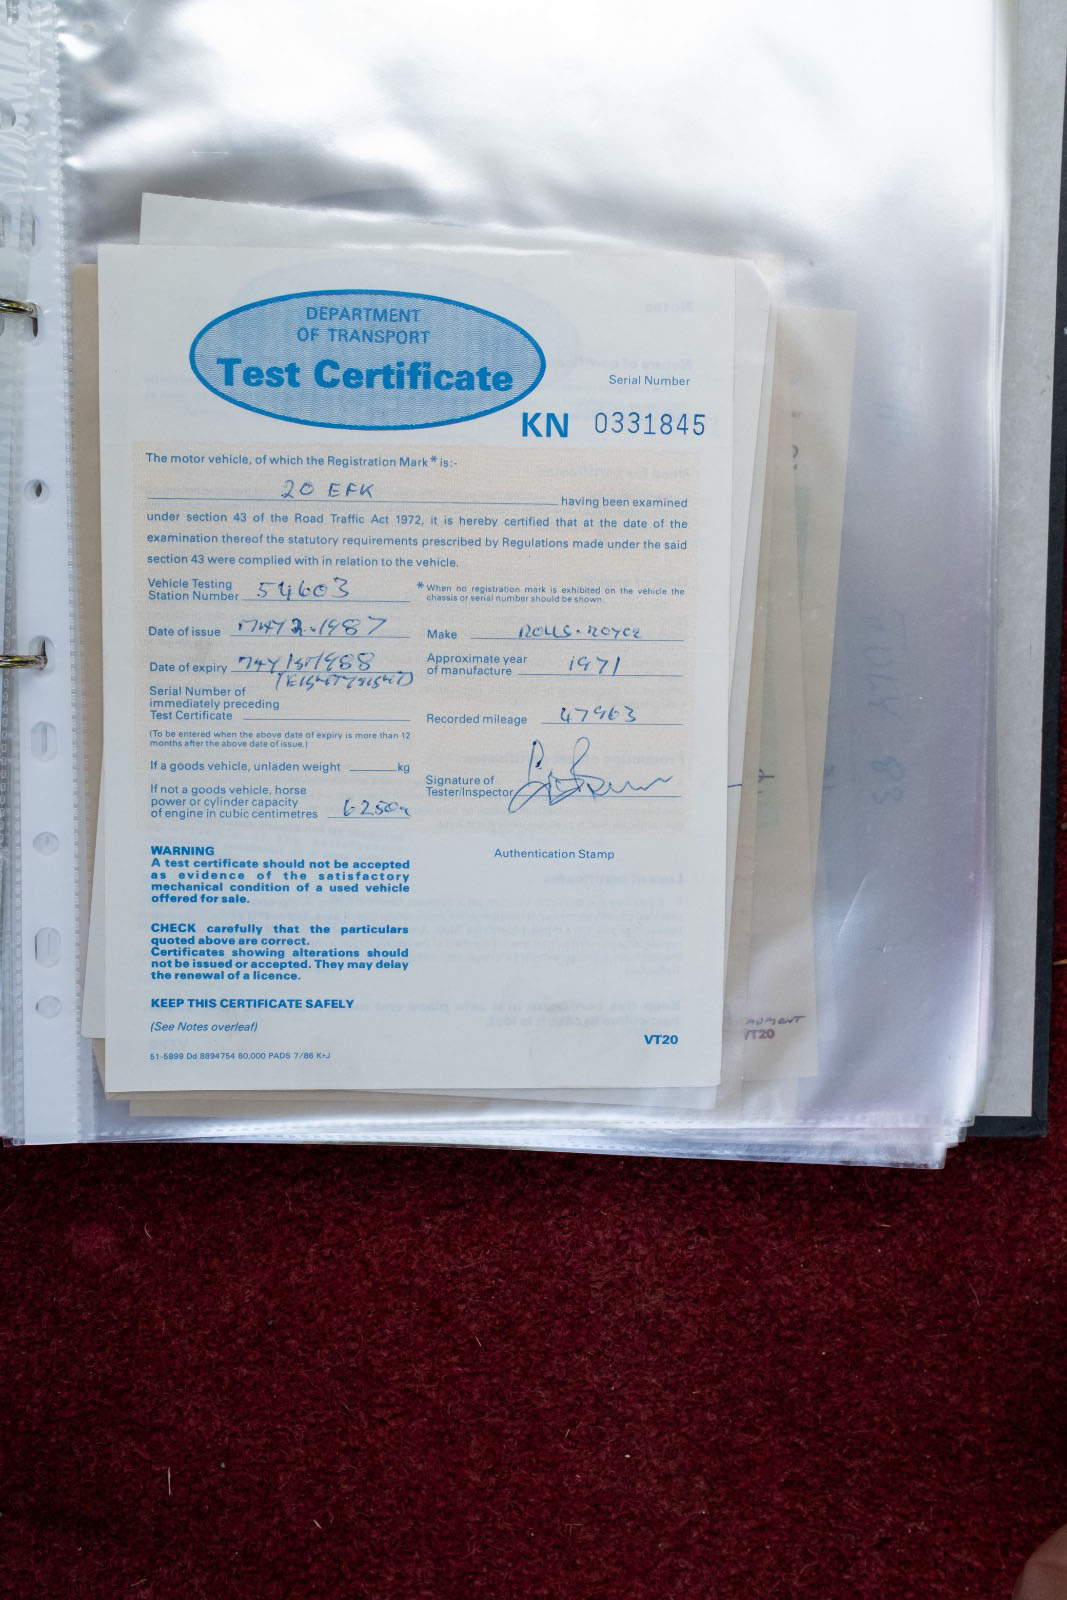 DEPARTMENT
OF TRANSPORT
Test Certificate
Serial Number
KN 0331845
The motor vehicle, of which the Registration Mark* is:-
20 EFK having been examined
under section 43 of the Road Traffic Act 1972, it is hereby certified that at the date of the
examination thereof the statutory requirements prescribed by Regulations made under the said
section 43 were complied with in relation to the vehicle.
Vehicle Testing
Station Number 54603
*When no registration mark is exhibited on the vehicle the
chassis or serial number should be shown.
Date of issue MAY 2. 1987
Make ROLLS-ROYCE
Date of expiry MAY 1ST 1988
(EIGHTY EIGHT)
Approximate year
of manufacture 1971
Serial Number of
immediately preceding
Test Certificate
Recorded mileage 47963
(To be entered when the above date of expiry is more than 12
months after the above date of issue.)
If a goods vehicle, unladen weight kg
Signature of
Tester/Inspector
If not a goods vehicle, horse
power or cylinder capacity
of engine in cubic centimetres 6250
Authentication Stamp
WARNING
A test certificate should not be accepted
as evidence of the satisfactory
mechanical condition of a used vehicle
offered for sale.
CHECK carefully that the particulars
quoted above are correct.
Certificates showing alterations should
not be issued or accepted. They may delay
the renewal of a licence.
KEEP THIS CERTIFICATE SAFELY
(See Notes overleaf)
VT20
51-5899 Dd 8894754 80,000 PADS 7/86 K+J
VT20